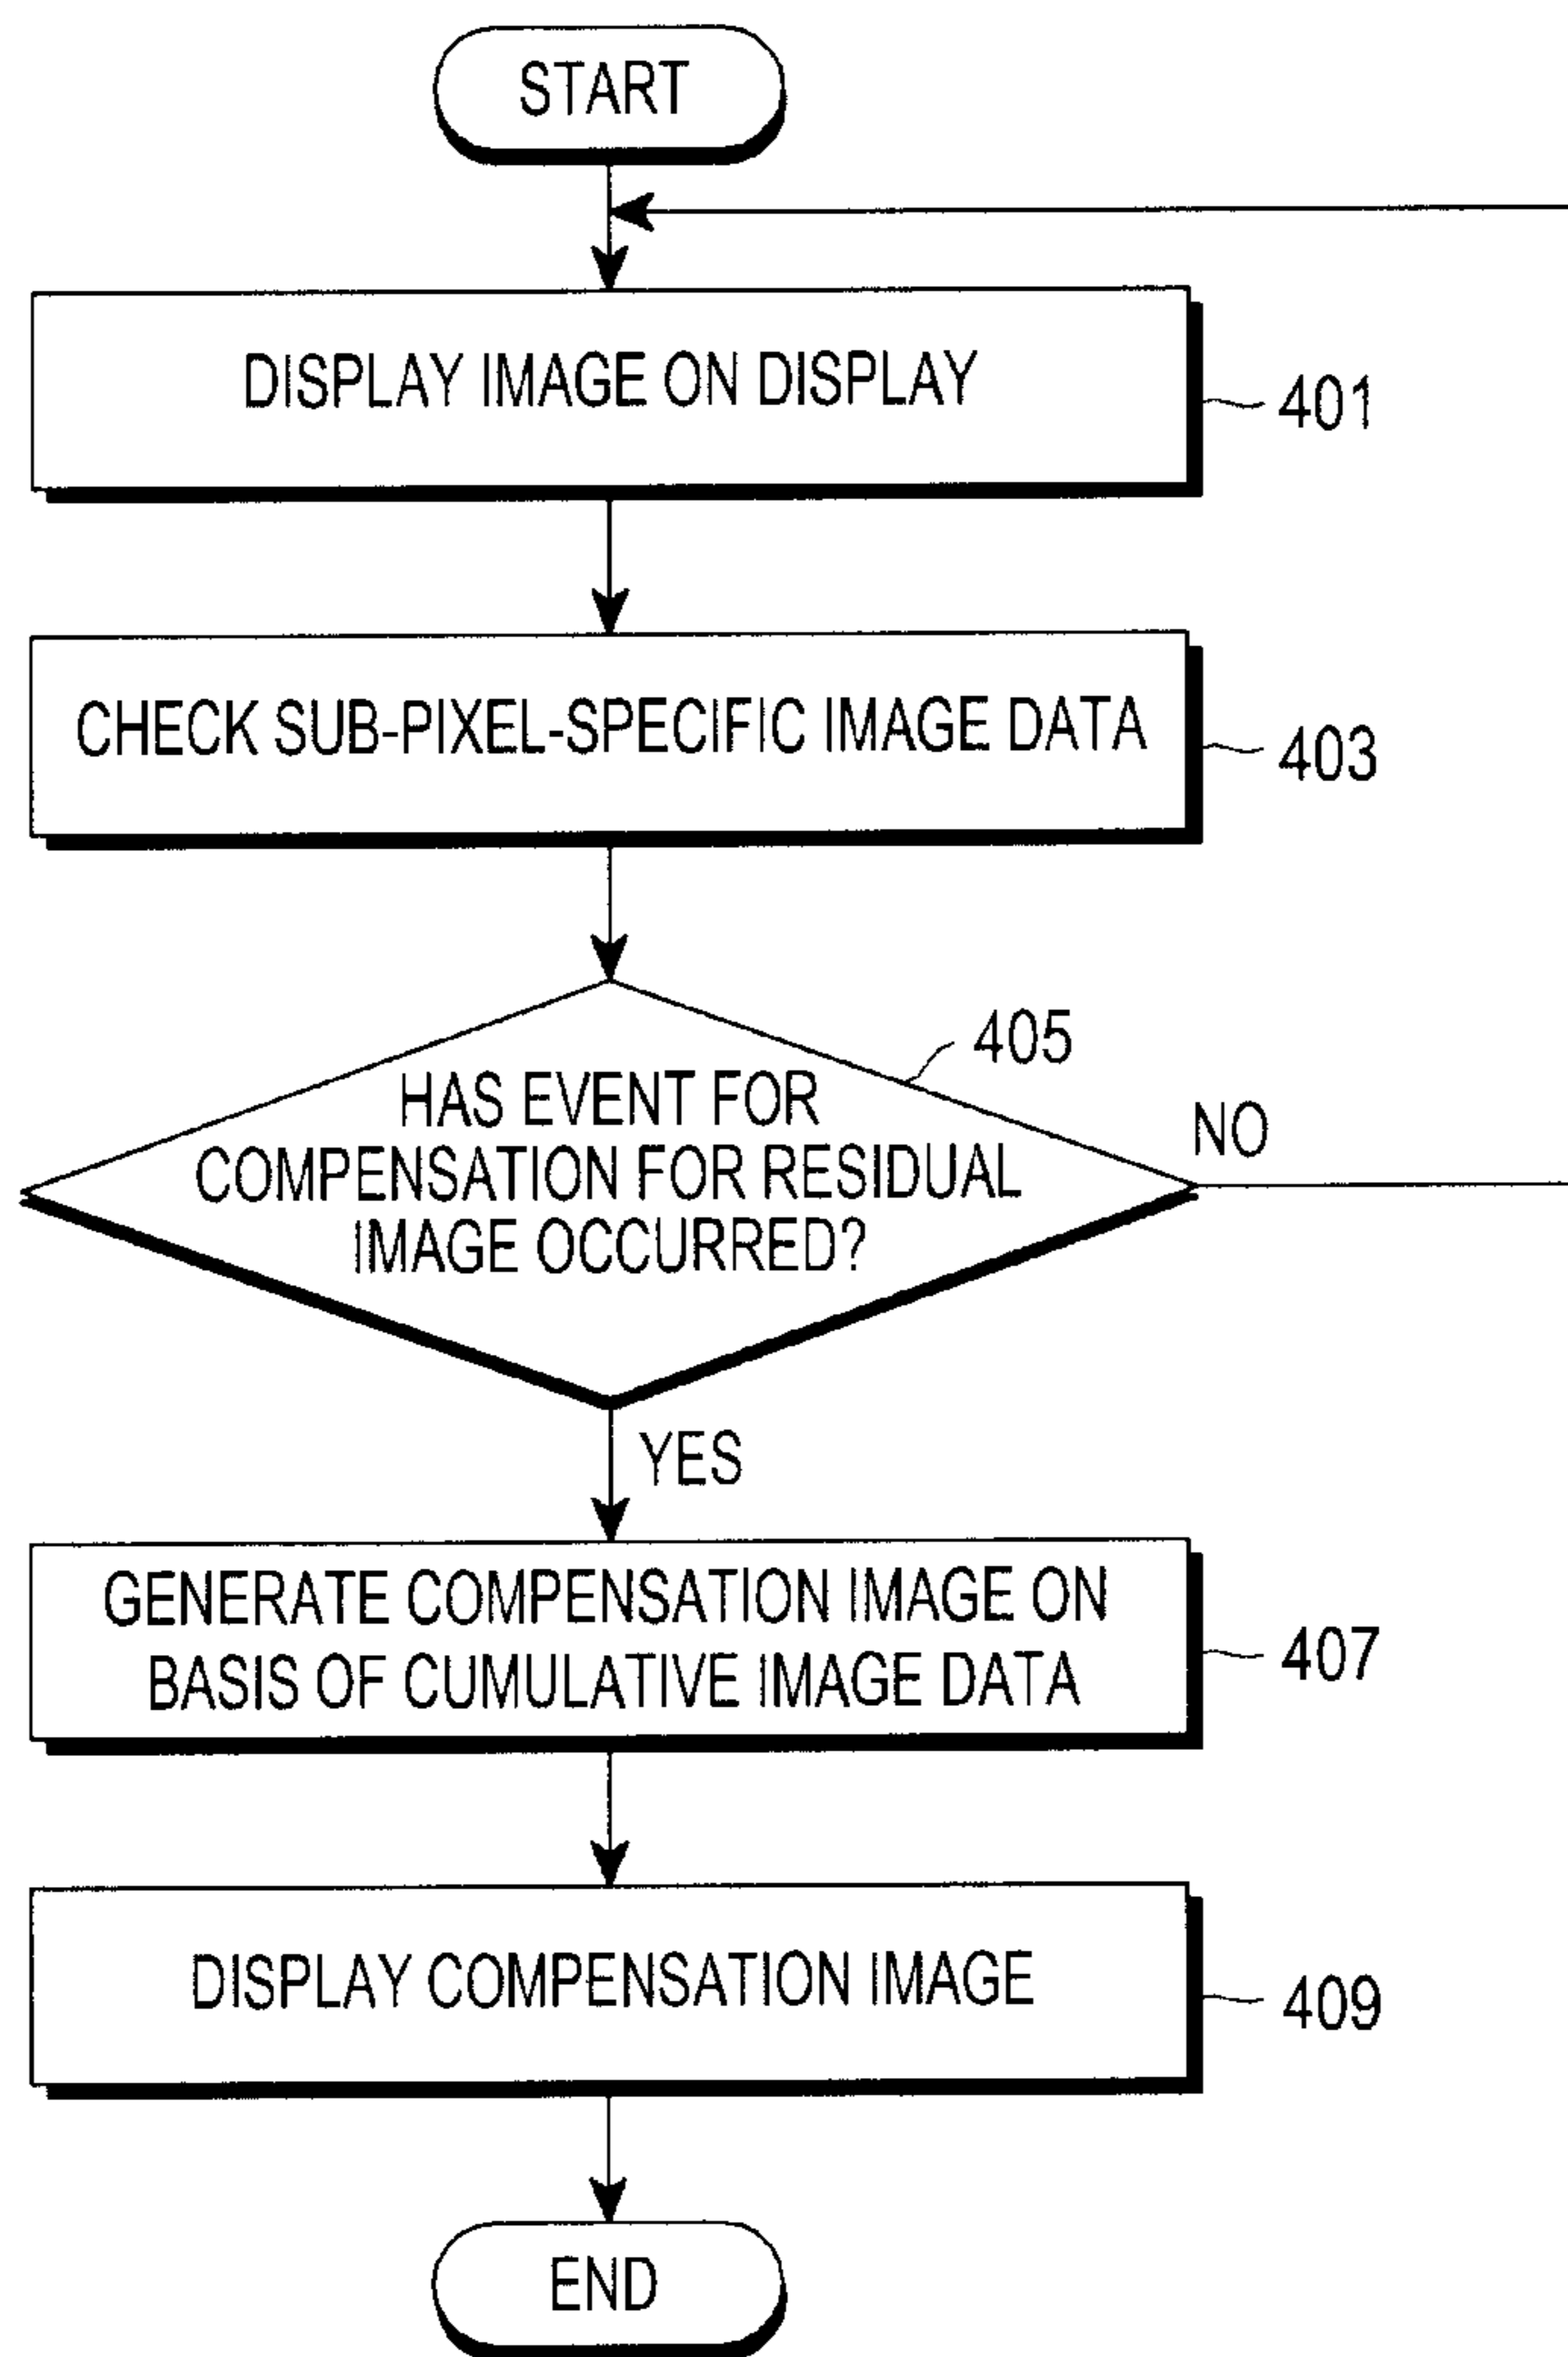 START
DISPLAY IMAGE ON DISPLAY
401
CHECK SUB-PIXEL-SPECIFIC IMAGE DATA
403
405
HAS EVENT FOR
COMPENSATION FOR RESIDUAL
IMAGE OCCURRED?
NO
YES
GENERATE COMPENSATION IMAGE ON
BASIS OF CUMULATIVE IMAGE DATA
407
DISPLAY COMPENSATION IMAGE
409
END